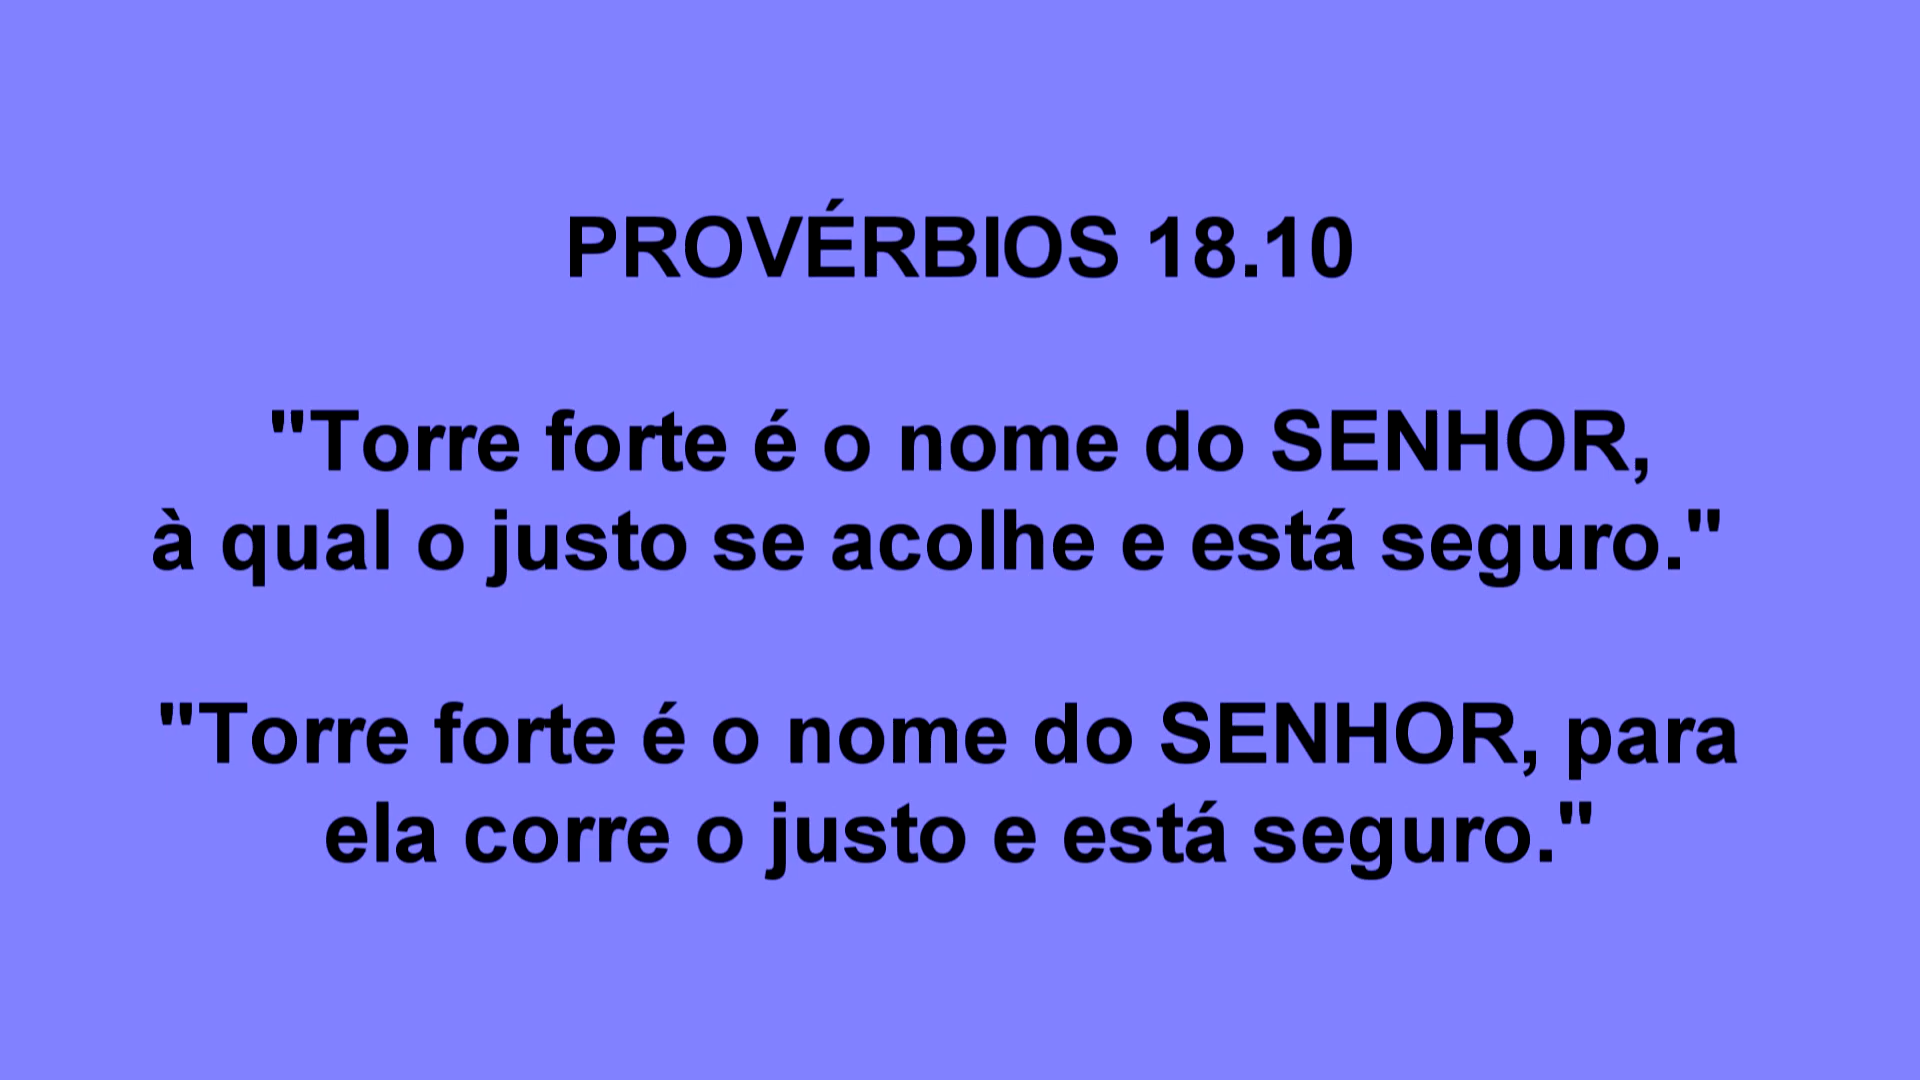 PROVÉRBIOS 18.10
"Torre forte é o nome do SENHOR,
à qual o justo se acolhe e está seguro."
"Torre forte é o nome do SENHOR, para
ela corre o justo e está seguro."